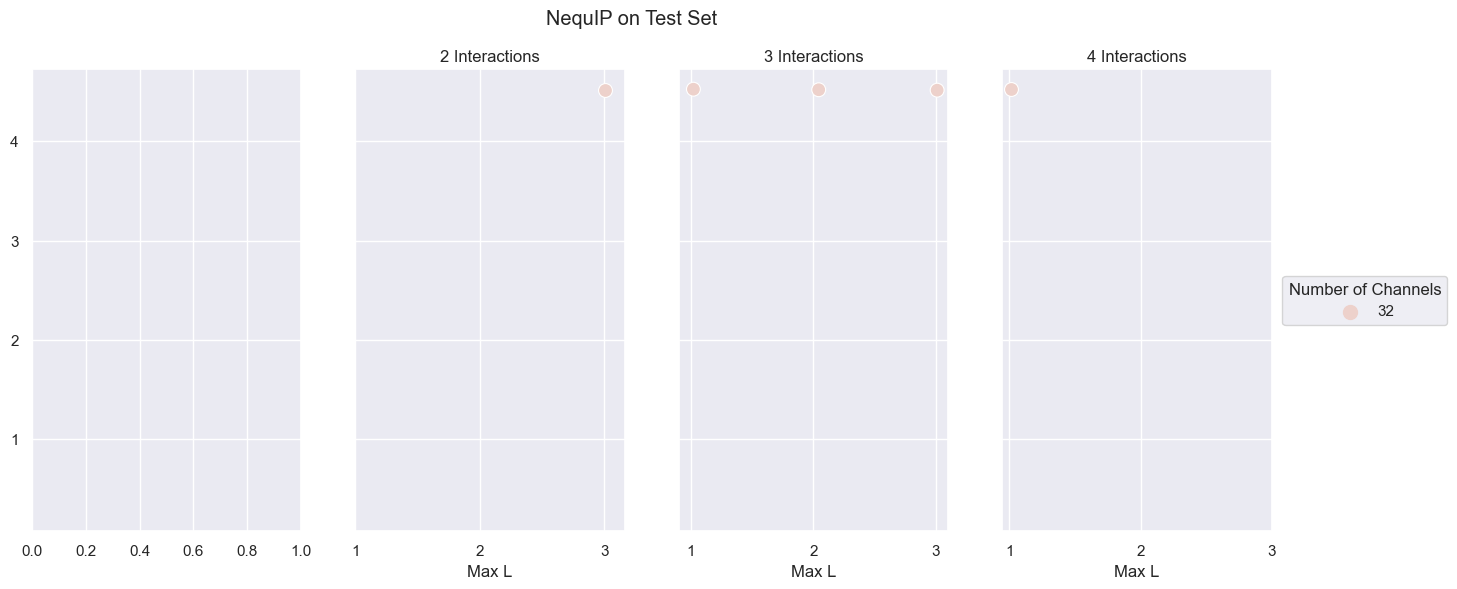 NequIP on Test Set
2 Interactions
3 Interactions
4 Interactions
4
3
2
1
0.0 0.2 0.4 0.6 0.8 1.0
1 2 3
1 2 3
1 2 3
Max L
Max L
Max L
Number of Channels
32